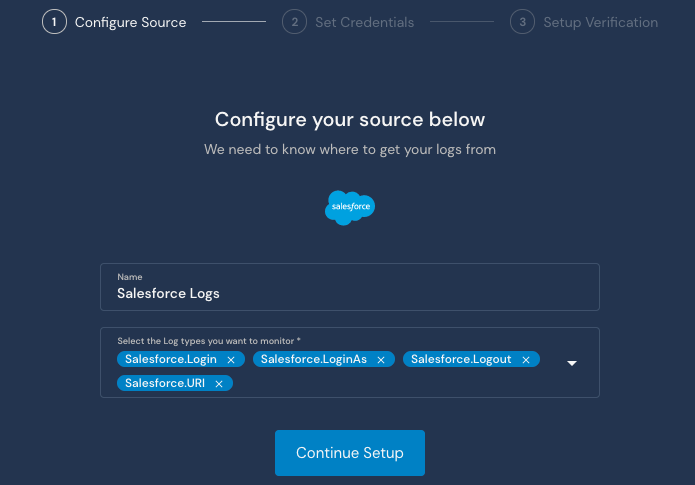 1 Configure Source 2 Set Credentials 3 Setup Verification
Configure your source below
We need to know where to get your logs from
salesforce
Name
Salesforce Logs
Select the Log types you want to monitor *
Salesforce.Login × Salesforce.LoginAs × Salesforce.Logout ×
Salesforce.URI ×
Continue Setup